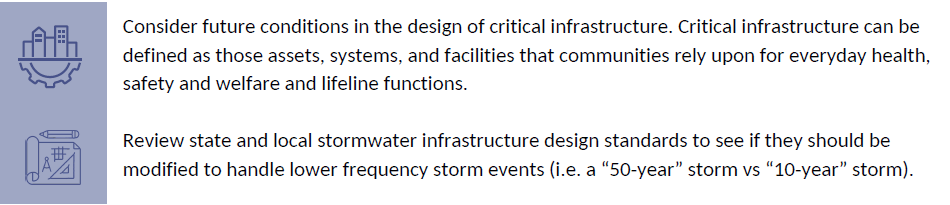 Consider future conditions in the design of critical infrastructure. Critical infrastructure can be
defined as those assets, systems, and facilities that communities rely upon for everyday health,
safety and welfare and lifeline functions.
Review state and local stormwater infrastructure design standards to see if they should be
modified to handle lower frequency storm events (i.e. a “50-year” storm vs “10-year” storm).